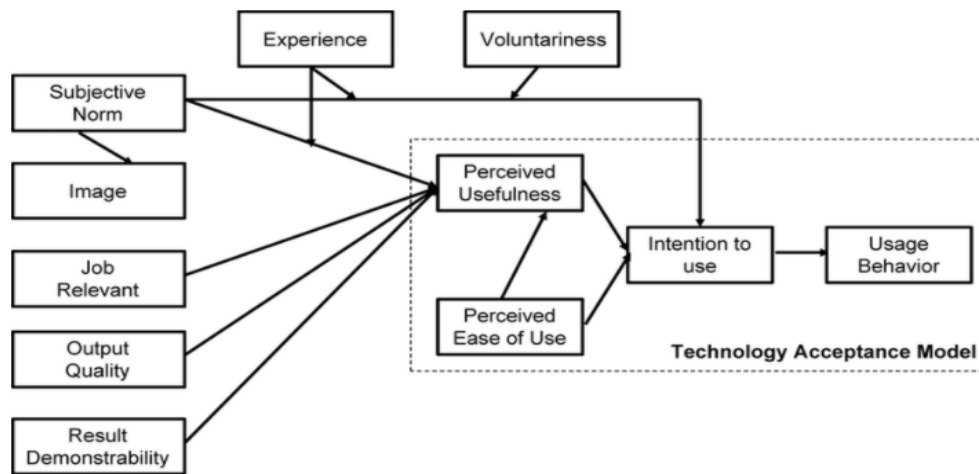 Experience
Voluntariness
Subjective
Norm
Image
Perceived
Usefulness
Job
Relevant
Intention to
use
Usage
Behavior
Output
Quality
Perceived
Ease of Use
Technology Acceptance Model
Result
Demonstrability